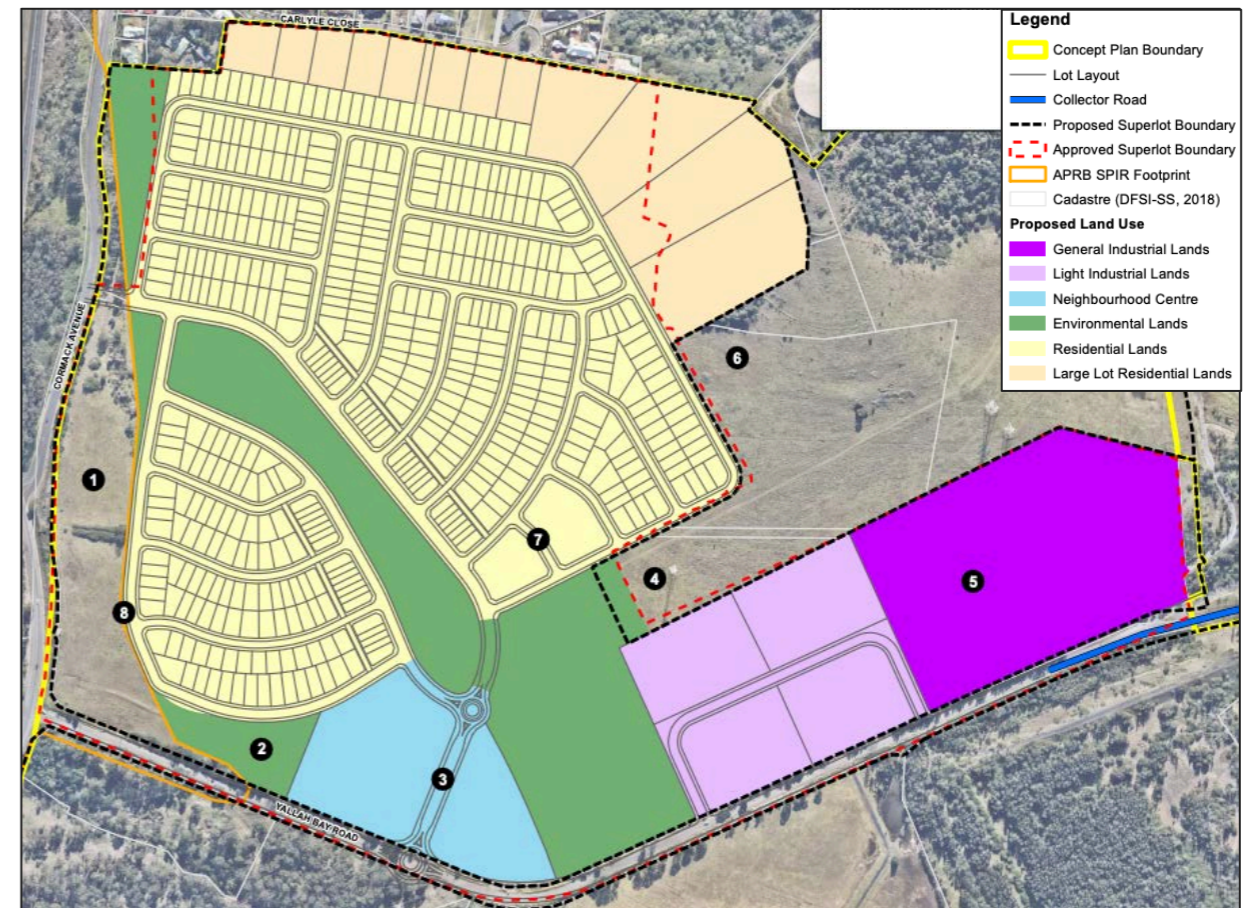 CARLYLE CLOSE
Legend
Concept Plan Boundary
Lot Layout
Collector Road
Proposed Superlot Boundary
Approved Superlot Boundary
APRB SPIR Footprint
Cadastre (DFSI-SS, 2018)
Proposed Land Use
General Industrial Lands
Light Industrial Lands
Neighbourhood Centre
Environmental Lands
Residential Lands
Large Lot Residential Lands
CORMACK AVENUE
6
1
7
4
5
8
2
3
YALLAH BAY ROAD